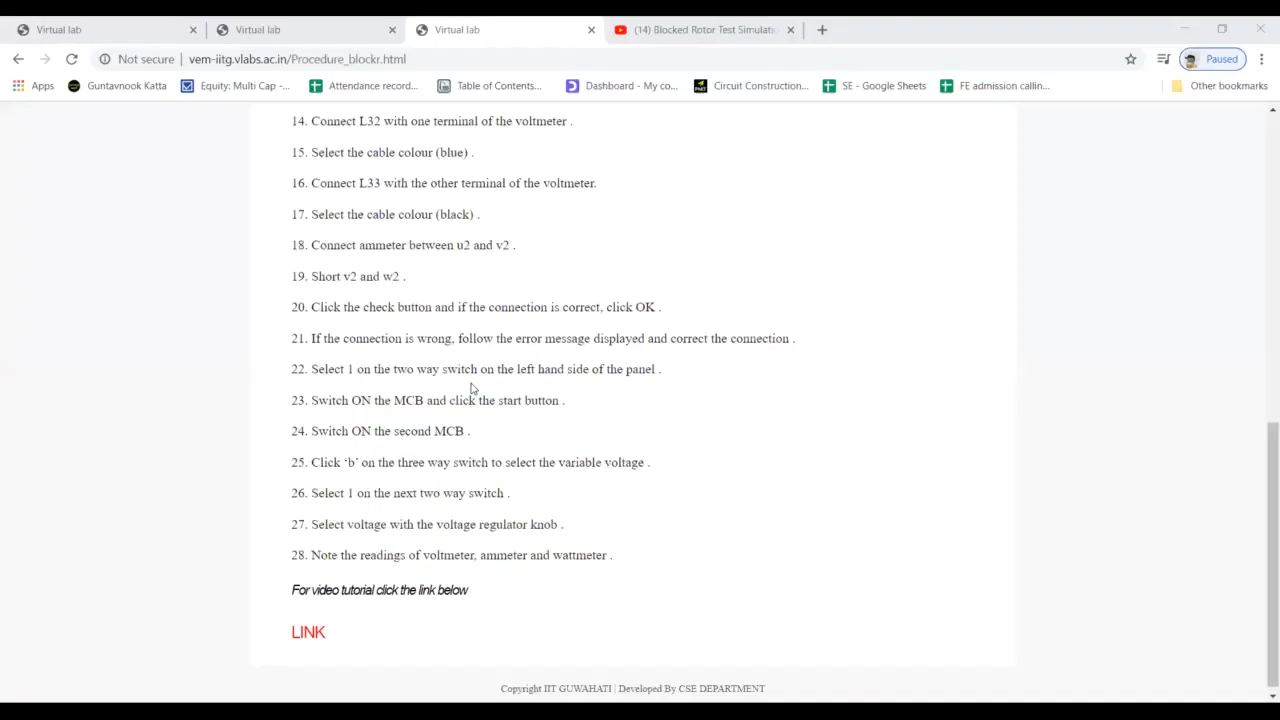 Virtual lab
Virtual lab
Virtual lab
(14) Blocked Rotor Test Simulati
Not secure | vem-iitg.vlabs.ac.in/Procedure_blockr.html
Paused
Apps
Guntavnook Katta
Equity: Multi Cap -...
Attendance record...
Table of Contents...
Dashboard - My co...
Circuit Construction...
SE - Google Sheets
FE admission callin...
Other bookmarks
14. Connect L32 with one terminal of the voltmeter .
15. Select the cable colour (blue) .
16. Connect L33 with the other terminal of the voltmeter.
17. Select the cable colour (black) .
18. Connect ammeter between u2 and v2 .
19. Short v2 and w2 .
20. Click the check button and if the connection is correct, click OK .
21. If the connection is wrong, follow the error message displayed and correct the connection .
22. Select 1 on the two way switch on the left hand side of the panel .
23. Switch ON the MCB and click the start button .
24. Switch ON the second MCB .
25. Click ‘b’ on the three way switch to select the variable voltage .
26. Select 1 on the next two way switch .
27. Select voltage with the voltage regulator knob .
28. Note the readings of voltmeter, ammeter and wattmeter .
For video tutorial click the link below
LINK
Copyright IIT GUWAHATI | Developed By CSE DEPARTMENT